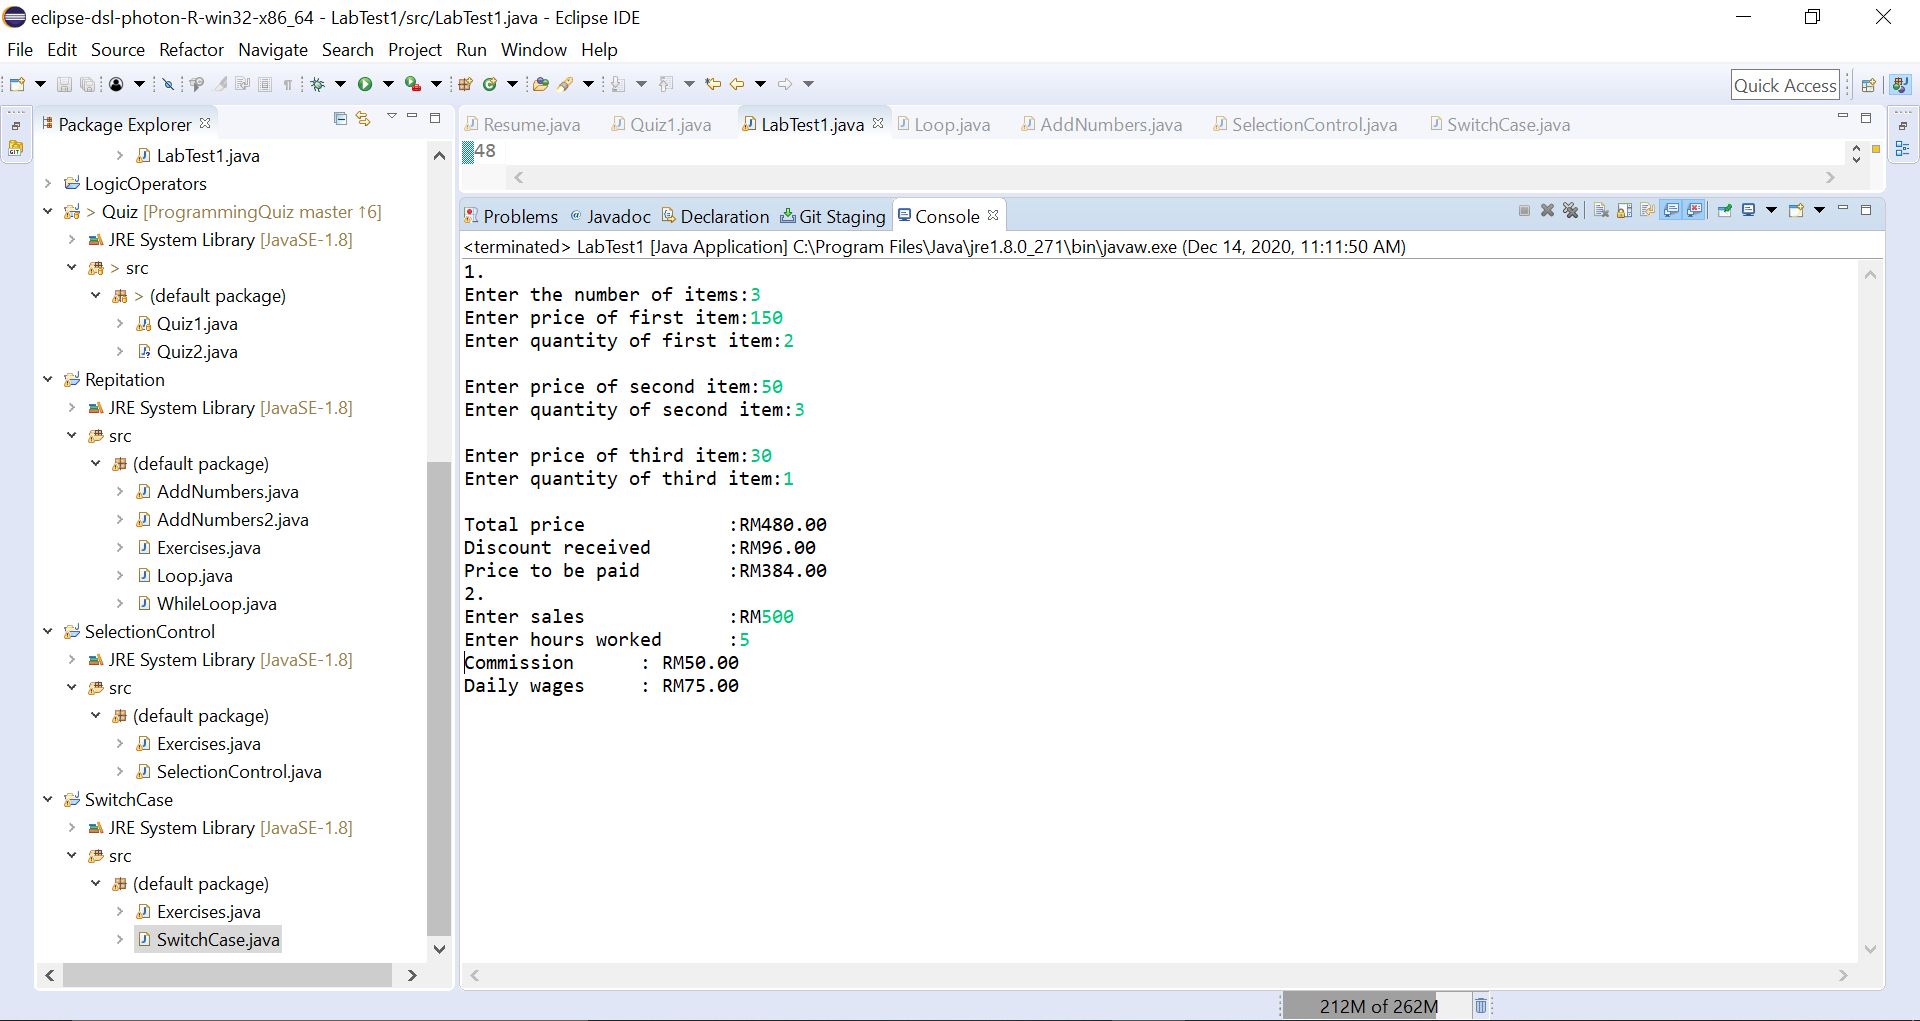 eclipse-dsl-photon-R-win32-x86_64 - LabTest1/src/LabTest1.java - Eclipse IDE
File Edit Source Refactor Navigate Search Project Run Window Help
Quick Access
Package Explorer
LabTest1.java
LogicOperators
> Quiz [ProgrammingQuiz master ↑6]
JRE System Library [JavaSE-1.8]
> src
> (default package)
Quiz1.java
Quiz2.java
Repitation
JRE System Library [JavaSE-1.8]
src
(default package)
AddNumbers.java
AddNumbers2.java
Exercises.java
Loop.java
WhileLoop.java
SelectionControl
JRE System Library [JavaSE-1.8]
src
(default package)
Exercises.java
SelectionControl.java
SwitchCase
JRE System Library [JavaSE-1.8]
src
(default package)
Exercises.java
SwitchCase.java
Resume.java Quiz1.java LabTest1.java Loop.java AddNumbers.java SelectionControl.java SwitchCase.java
48
Problems @ Javadoc Declaration Git Staging Console
<terminated> LabTest1 [Java Application] C:\Program Files\Java\jre1.8.0_271\bin\javaw.exe (Dec 14, 2020, 11:11:50 AM)
1.
Enter the number of items:3
Enter price of first item:150
Enter quantity of first item:2
Enter price of second item:50
Enter quantity of second item:3
Enter price of third item:30
Enter quantity of third item:1
Total price :RM480.00
Discount received :RM96.00
Price to be paid :RM384.00
2.
Enter sales :RM500
Enter hours worked :5
Commission : RM50.00
Daily wages : RM75.00
212M of 262M